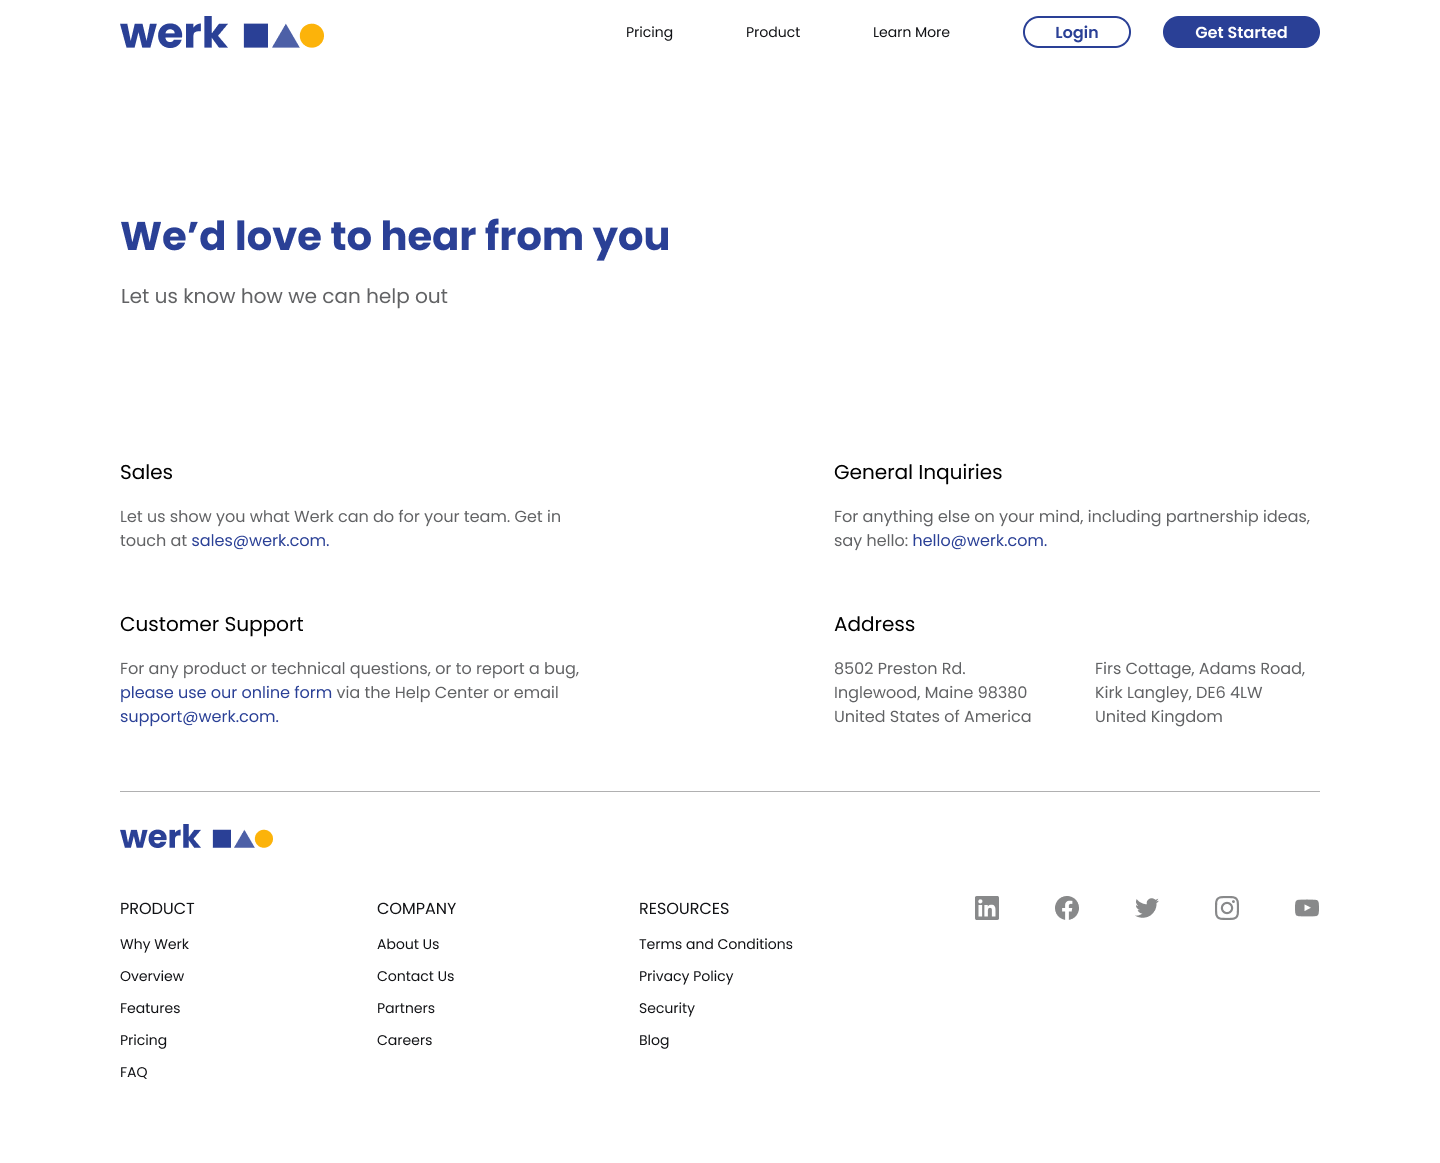 werk
Pricing
Product
Learn More
Login
Get Started
We’d love to hear from you
Let us know how we can help out
Sales
Let us show you what Werk can do for your team. Get in
touch at sales@werk.com.
General Inquiries
For anything else on your mind, including partnership ideas,
say hello: hello@werk.com.
Customer Support
For any product or technical questions, or to report a bug,
please use our online form via the Help Center or email
support@werk.com.
Address
8502 Preston Rd.
Inglewood, Maine 98380
United States of America
Firs Cottage, Adams Road,
Kirk Langley, DE6 4LW
United Kingdom
werk
PRODUCT
Why Werk
Overview
Features
Pricing
FAQ
COMPANY
About Us
Contact Us
Partners
Careers
RESOURCES
Terms and Conditions
Privacy Policy
Security
Blog